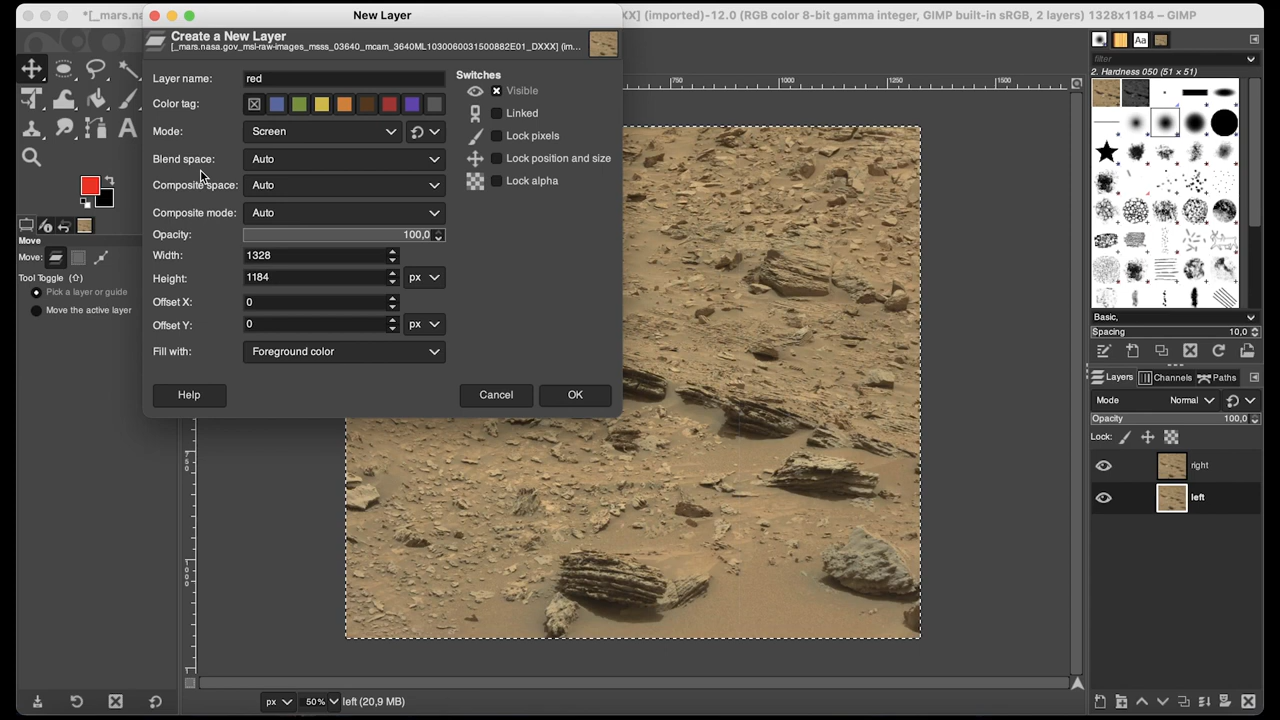 *[_mars.na
New Layer
XX] (imported)-12.0 (RGB color 8-bit gamma integer, GIMP built-in sRGB, 2 layers) 1328x1184 – GIMP
Create a New Layer
[_mars.nasa.gov_msl-raw-images_msss_03640_mcam_3640ML1030060031500882E01_DXXX] (im...
Layer name:
red
Color tag:
Mode:
Screen
Blend space:
Auto
Composite space:
Auto
Composite mode:
Auto
Opacity:
100,0
Width:
1328
Height:
1184
px
Offset X:
0
Offset Y:
0
px
Fill with:
Foreground color
Switches
Visible
Linked
Lock pixels
Lock position and size
Lock alpha
Help
Cancel
OK
Move
Move:
Tool Toggle (⇧)
Pick a layer or guide
Move the active layer
750
1000
1250
1500
750
1000
px
50%
left (20,9 MB)
Aa
filter
2. Hardness 050 (51 × 51)
Basic,
Spacing
10,0
Layers
Channels
Paths
Mode
Normal
Opacity
100,0
Lock:
right
left